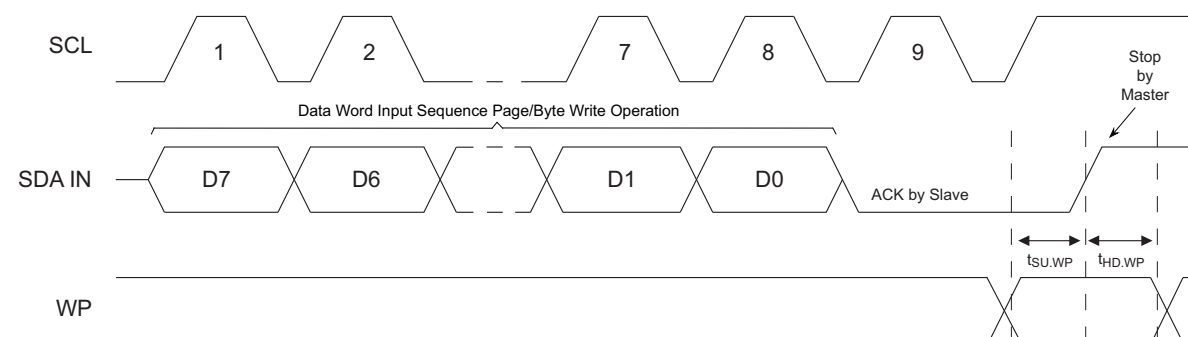 SCL
1 2 7 8 9
Stop
by
Master
Data Word Input Sequence Page/Byte Write Operation
SDA IN
D7 D6 D1 D0
ACK by Slave
tSU.WP tHD.WP
WP